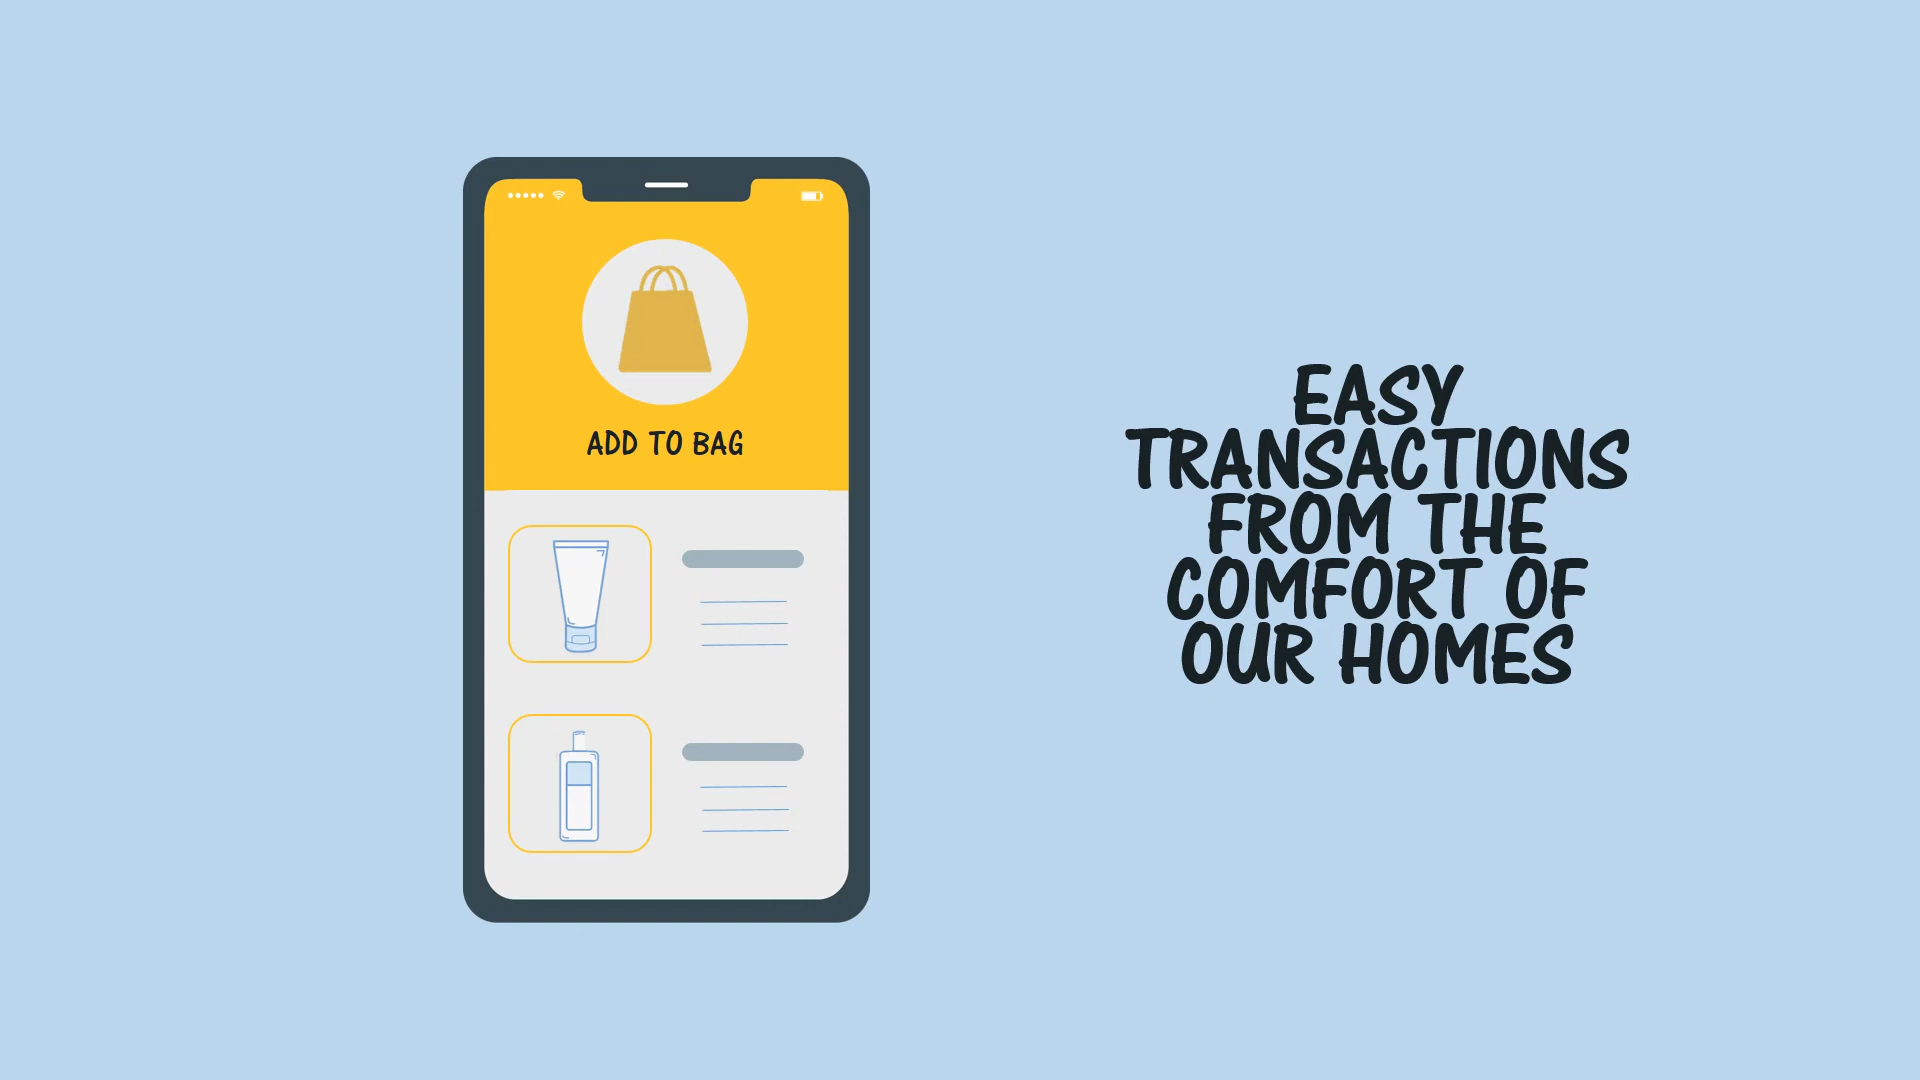 ADD TO BAG
EASY
TRANSACTIONS
FROM THE
COMFORT OF
OUR HOMES